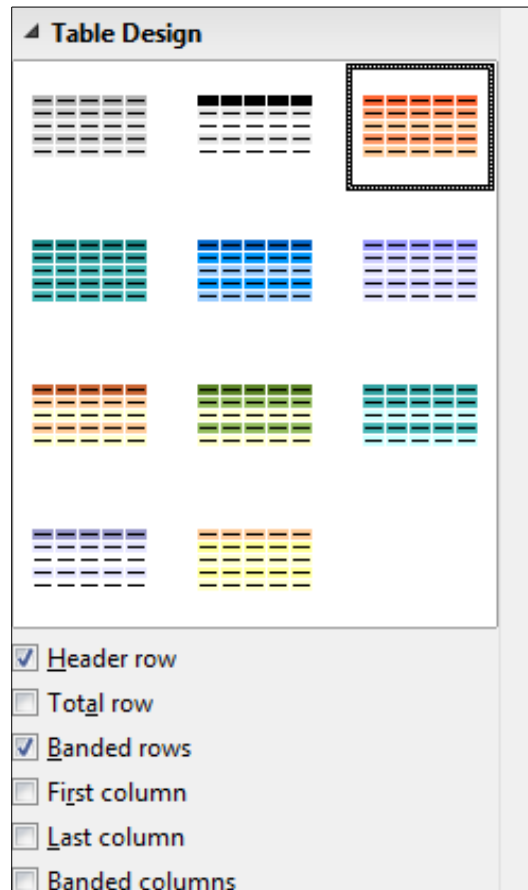 Table Design
Header row
Total row
Banded rows
First column
Last column
Banded columns